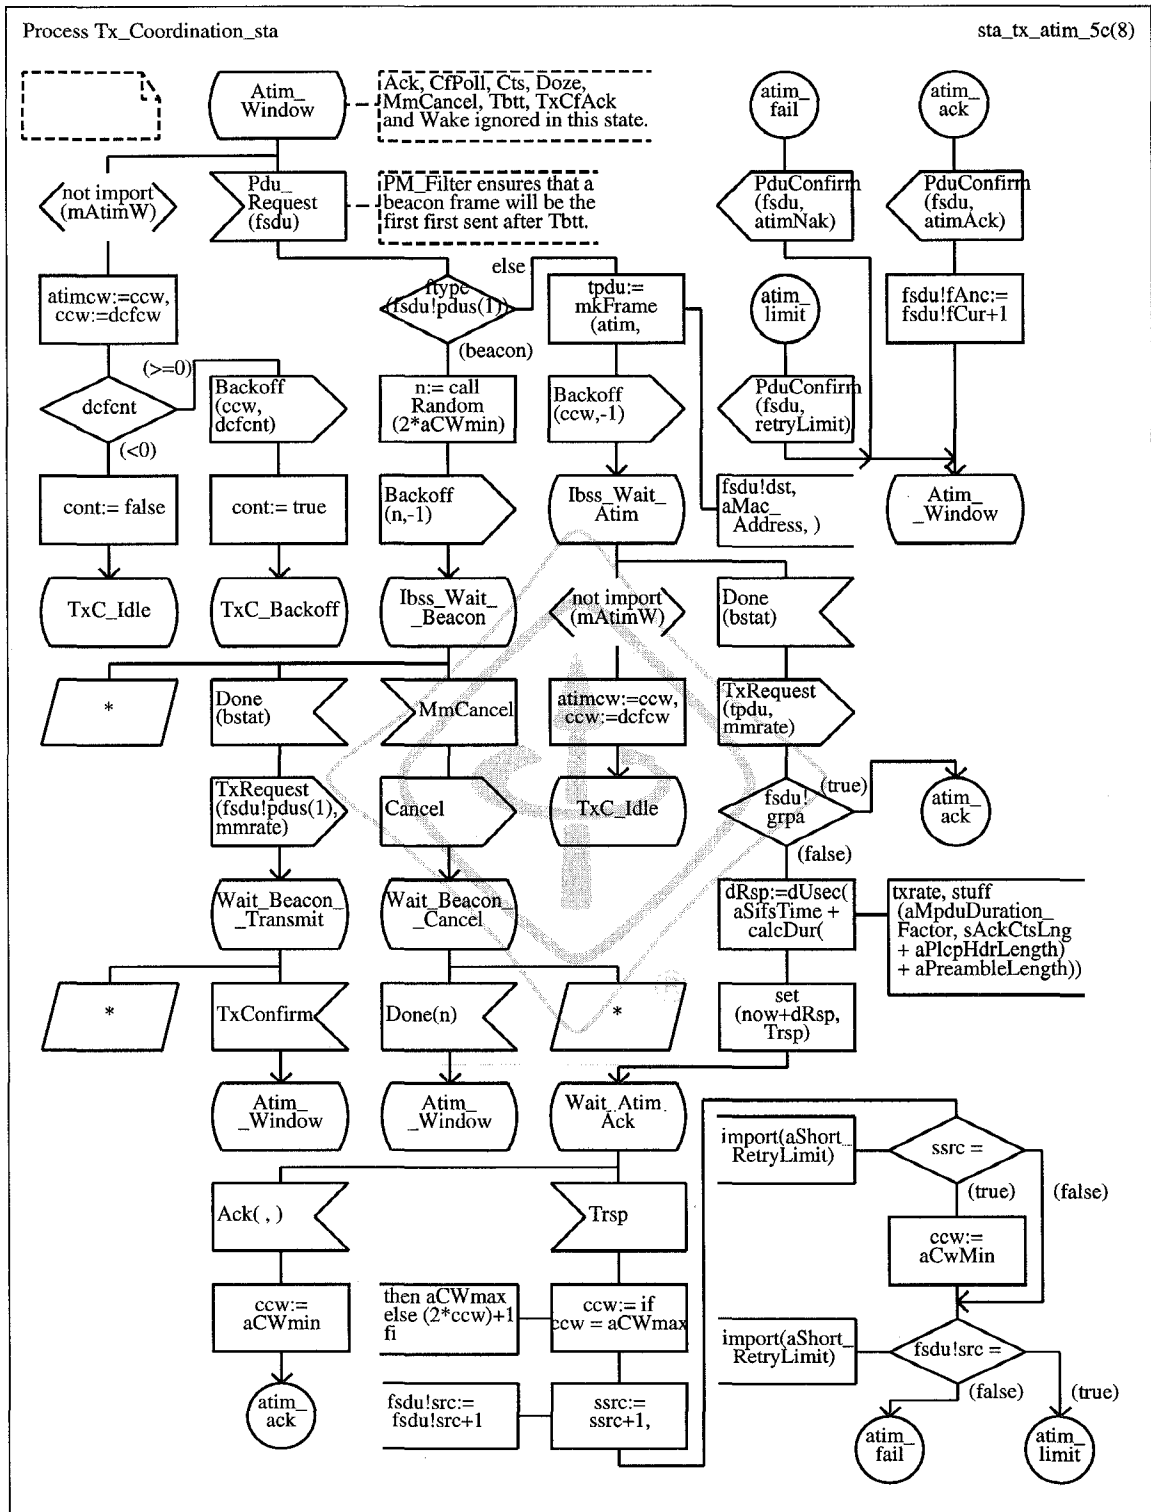 Process Tx_Coordination_sta
sta_tx_atim_5c(8)
Atim_
_Window
Ack, CfPoll, Cts, Doze,
MmCancel, Tbtt, TxCfAck
and Wake ignored in this state.
atim_
fail
atim_
ack
not import
(mAtimW)
Pdu_
_Request
(fsdu)
PM_Filter ensures that a
beacon frame will be the
first first sent after Tbtt.
PduConfirm
(fsdu,
atimNak)
PduConfirm
(fsdu,
atimAck)
atimcw:=ccw,
ccw:=dcfcw
ftype
(fsdu!pdus(1))
else
(beacon)
tpdu:=
mkFrame
(atim,
atim_
limit
fsdu!fAnc:=
fsdu!fCur+1
dcfcnt
(>=0)
(<0)
Backoff
(ccw,
dcfcnt)
n:= call
Random
(2*aCWmin)
Backoff
(ccw,-1)
PduConfirm
(fsdu,
retryLimit)
cont:= false
cont:= true
Backoff
(n,-1)
Ibss_Wait_
_Atim
fsdu!dst,
aMac_
_Address, )
Atim_
_Window
TxC_Idle
TxC_Backoff
Ibss_Wait_
_Beacon
not import
(mAtimW)
Done
(bstat)
*
Done
(bstat)
MmCancel
atimcw:=ccw,
ccw:=dcfcw
TxRequest
(tpdu,
mmrate)
TxRequest
(fsdu!pdus(1),
mmrate)
Cancel
TxC_Idle
fsdu!
grpa
(true)
(false)
atim_
ack
Wait_Beacon_
_Transmit
Wait_Beacon_
_Cancel
dRsp:=dUsec(
aSifsTime +
calcDur(
txrate, stuff
(aMpduDuration_
_Factor, sAckCtsLng
+ aPlcpHdrLength)
+ aPreambleLength))
*
TxConfirm
Done(n)
*
set
(now+dRsp,
Trsp)
Atim_
_Window
Atim_
_Window
Wait_Atim_
_Ack
import(aShort_
_RetryLimit)
ssrc =
(true)
(false)
Ack( , )
Trsp
ccw:=
aCwMin
ccw:=
aCWmin
then aCWmax
else (2*ccw)+1
fi
ccw:= if
ccw = aCWmax
import(aShort_
_RetryLimit)
fsdu!src =
(false)
(true)
atim_
ack
fsdu!src:=
fsdu!src+1
ssrc:=
ssrc+1,
atim_
fail
atim_
limit
®